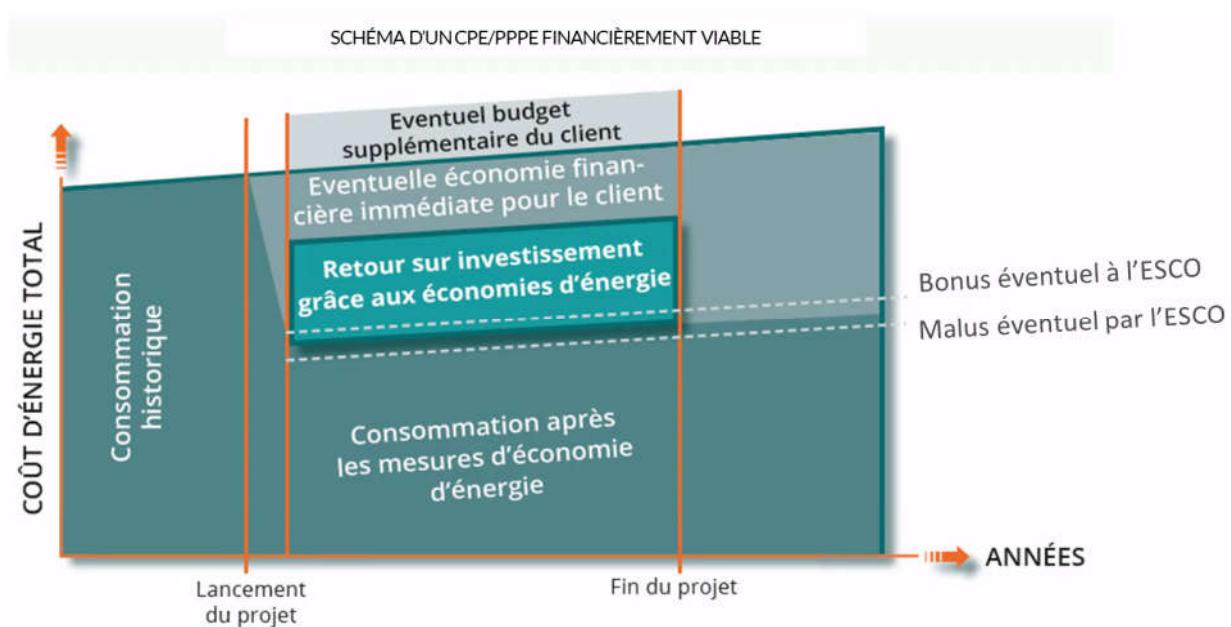 SCHÉMA D'UN CPE/PPPE FINANCIÈREMENT VIABLE
Eventuel budget
supplémentaire du client
Eventuelle économie finan-
cière immédiate pour le client
Retour sur investissement
grâce aux économies d'énergie
Bonus éventuel à l'ESCO
Malus éventuel par l'ESCO
COÛT D'ÉNERGIE TOTAL
Consommation
historique
Consommation après
les mesures d'économie
d'énergie
ANNÉES
Lancement
du projet
Fin du projet